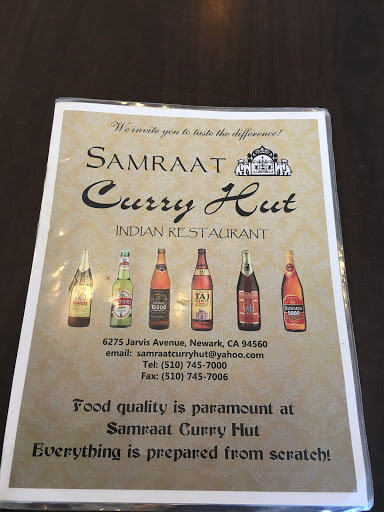 We invite you to taste the difference!
SAMRAAT
Curry Hut
INDIAN RESTAURANT
TAJ
6275 Jarvis Avenue, Newark, CA 94560
email: samraatcurryhut@yahoo.com
Tel: (510) 745-7000
Fax: (510) 745-7006
Food quality is paramount at
Samraat Curry Hut
Everything is prepared from scratch!